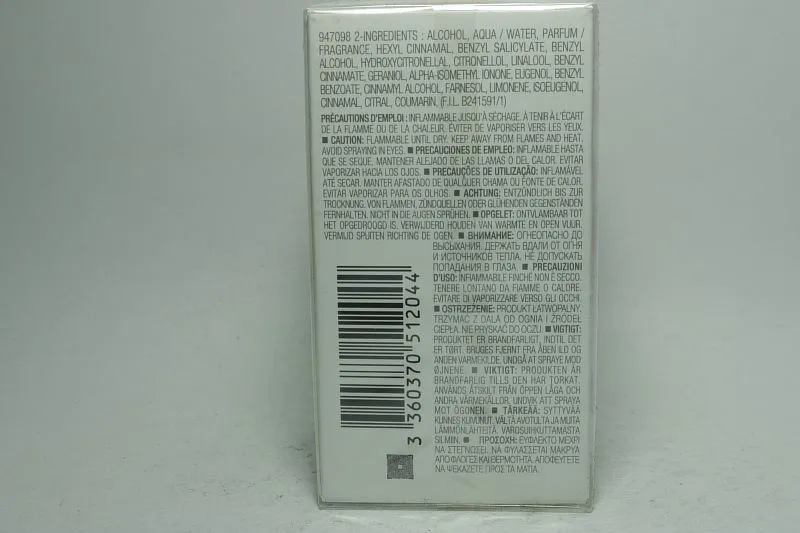 947098 2-INGREDIENTS : ALCOHOL, AQUA / WATER, PARFUM /
FRAGRANCE, HEXYL CINNAMAL, BENZYL SALICYLATE, BENZYL
ALCOHOL, HYDROXYCITRONELLAL, CITRONELLOL, LINALOOL, BENZYL
CINNAMATE, GERANIOL, ALPHA-ISOMETHYL IONONE, EUGENOL, BENZYL
BENZOATE, CINNAMYL ALCOHOL, FARNESOL, LIMONENE, ISOEUGENOL,
CINNAMAL, CITRAL, COUMARIN, (F.I.L. B241591/1)
PRÉCAUTIONS D'EMPLOI : INFLAMMABLE JUSQU'À SÉCHAGE. À TENIR À L'ÉCART
DE LA FLAMME OU DE LA CHALEUR. ÉVITER DE VAPORISER VERS LES YEUX.
■ CAUTION: FLAMMABLE UNTIL DRY. KEEP AWAY FROM FLAMES AND HEAT.
AVOID SPRAYING IN EYES. ■ PRECAUCIONES DE EMPLEO: INFLAMABLE HASTA
QUE SE SEQUE. MANTENER ALEJADO DE LAS LLAMAS O DEL CALOR. EVITAR
VAPORIZAR HACIA LOS OJOS. ■ PRECAUÇÕES DE UTILIZAÇÃO: INFLAMÁVEL
ATÉ SECAR. MANTER AFASTADO DE QUALQUER CHAMA OU FONTE DE CALOR.
EVITAR VAPORIZAR PARA OS OLHOS. ■ ACHTUNG: ENTZÜNDLICH BIS ZUR
TROCKNUNG. VON FLAMMEN, ZÜNDQUELLEN ODER GLÜHENDEN GEGENSTÄNDEN
FERNHALTEN. NICHT IN DIE AUGEN SPRÜHEN. ■ OPGELET: ONTVLAMBAAR TOT
HET OPGEDROOGD IS. VERWIJDERD HOUDEN VAN WARMTE EN OPEN VUUR.
VERMIJD SPUITEN RICHTING DE OGEN. ■ ВНИМАНИЕ: ОГНЕОПАСНО ДО
ВЫСЫХАНИЯ. ДЕРЖАТЬ ВДАЛИ ОТ ОГНЯ
И ИСТОЧНИКОВ ТЕПЛА. НЕ ДОПУСКАТЬ
ПОПАДАНИЯ В ГЛАЗА. ■ PRECAUZIONI
D'USO: INFIAMMABILE FINCHÉ NON È SECCO.
TENERE LONTANO DA FIAMME O CALORE.
EVITARE DI VAPORIZZARE VERSO GLI OCCHI.
■ OSTRZEŻENIE: PRODUKT ŁATWOPALNY.
TRZYMAĆ Z DALA OD OGNIA I ŹRÓDEŁ
CIEPŁA. NIE PRYSKAĆ DO OCZU. ■ VIGTIGT:
PRODUKTET ER BRANDFARLIGT, INDTIL DET
ER TØRT. BRUGES FJERNT FRA ÅBEN ILD OG
ANDEN VARMEKILDE. UNDGÅ AT SPRAYE MOD
ØJNENE. ■ VIKTIGT: PRODUKTEN ÄR
BRANDFARLIG TILLS DEN HAR TORKAT.
ANVÄNDS ÅTSKILT FRÅN ÖPPEN LÅGA OCH
ANDRA VÄRMEKÄLLOR. UNDVIK ATT SPRAYA
MOT ÖGONEN. ■ TÄRKEÄÄ: SYTTYVÄÄ
KUNNES KUIVUNUT. VÄLTÄ AVOTULTA JA MUITA
LÄMMÖNLÄHTEITÄ. VAROSUIHKUTTAMASTA
SILMIIN. ■ ΠΡΟΣΟΧΗ: ΕΥΦΛΕΚΤΟ ΜΕΧΡΙ
ΝΑ ΣΤΕΓΝΩΣΕΙ. ΝΑ ΦΥΛΑΣΣΕΤΑΙ ΜΑΚΡΥΑ
ΑΠΟ ΦΛΟΓΕΣ ΚΑΙ ΘΕΡΜΟΤΗΤΑ. ΑΠΟΦΕΥΓΕΤΕ
ΝΑ ΨΕΚΑΖΕΤΕ ΠΡΟΣ ΤΑ ΜΑΤΙΑ.
3 360370 512044